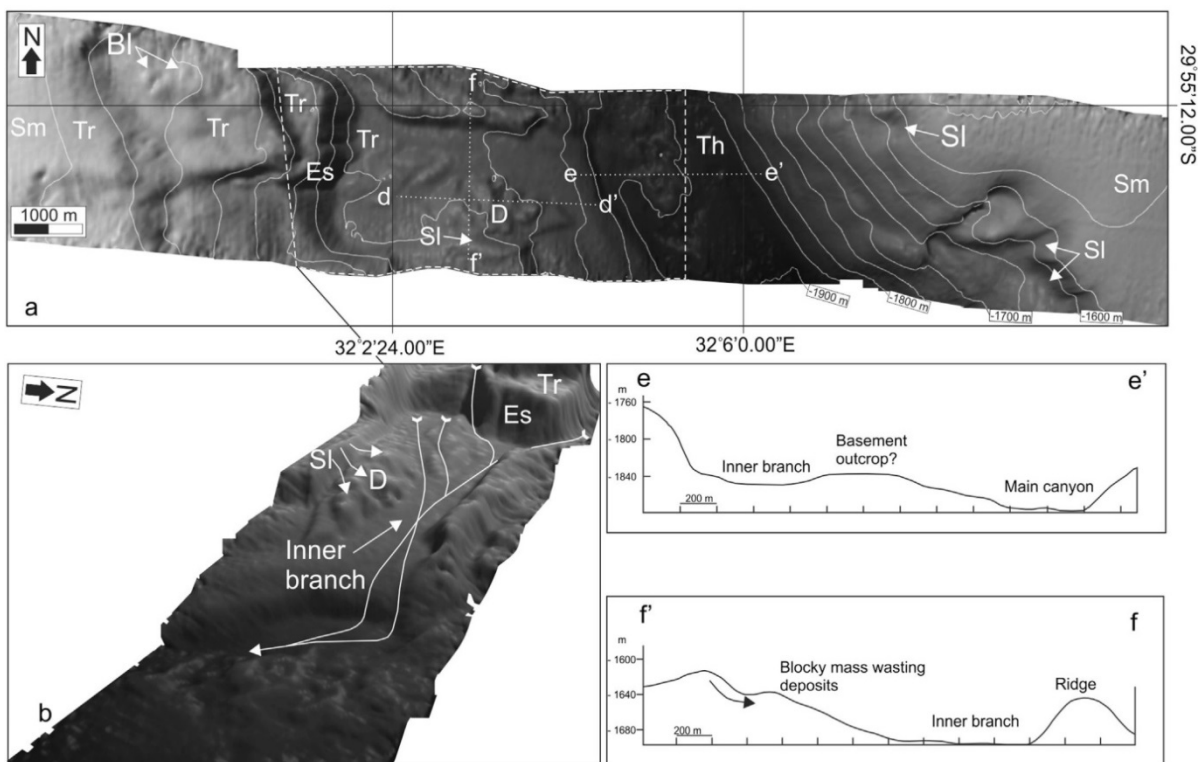 N
Bl
Tr
Sm
Tr
Tr
Tr
Es
f
Tr
d
D
Sl
f'
e
d'
Th
e'
Sl
Sm
Sl
1000 m
-1900 m
-1800 m
-1700 m
-1600 m
a
29°55'12.00"S
32°2'24.00"E
32°6'0.00"E
N
Tr
Es
Sl
D
Inner
branch
b
e
e'
m
- 1760
- 1800
- 1840
Inner branch
Basement
outcrop?
Main canyon
200 m
f'
f
m
- 1600
- 1640
- 1680
Blocky mass wasting
deposits
Inner branch
Ridge
200 m